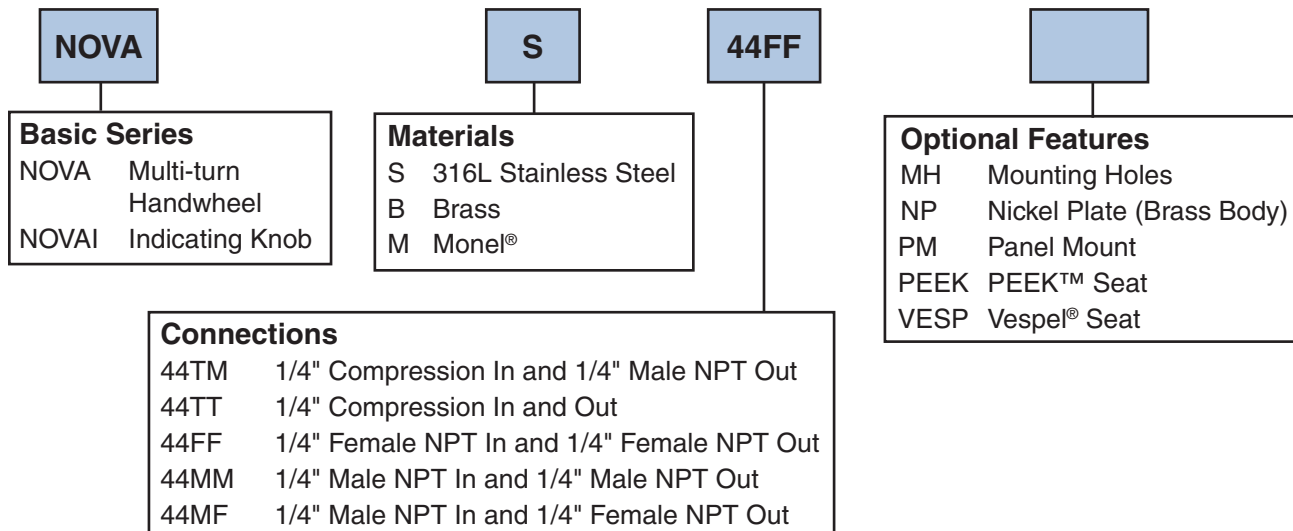 NOVA
S
44FF
Basic Series
NOVA Multi-turn
Handwheel
NOVAI Indicating Knob
Materials
S 316L Stainless Steel
B Brass
M Monel®
Optional Features
MH Mounting Holes
NP Nickel Plate (Brass Body)
PM Panel Mount
PEEK PEEK™ Seat
VESP Vespel® Seat
Connections
44TM 1/4" Compression In and 1/4" Male NPT Out
44TT 1/4" Compression In and Out
44FF 1/4" Female NPT In and 1/4" Female NPT Out
44MM 1/4" Male NPT In and 1/4" Male NPT Out
44MF 1/4" Male NPT In and 1/4" Female NPT Out